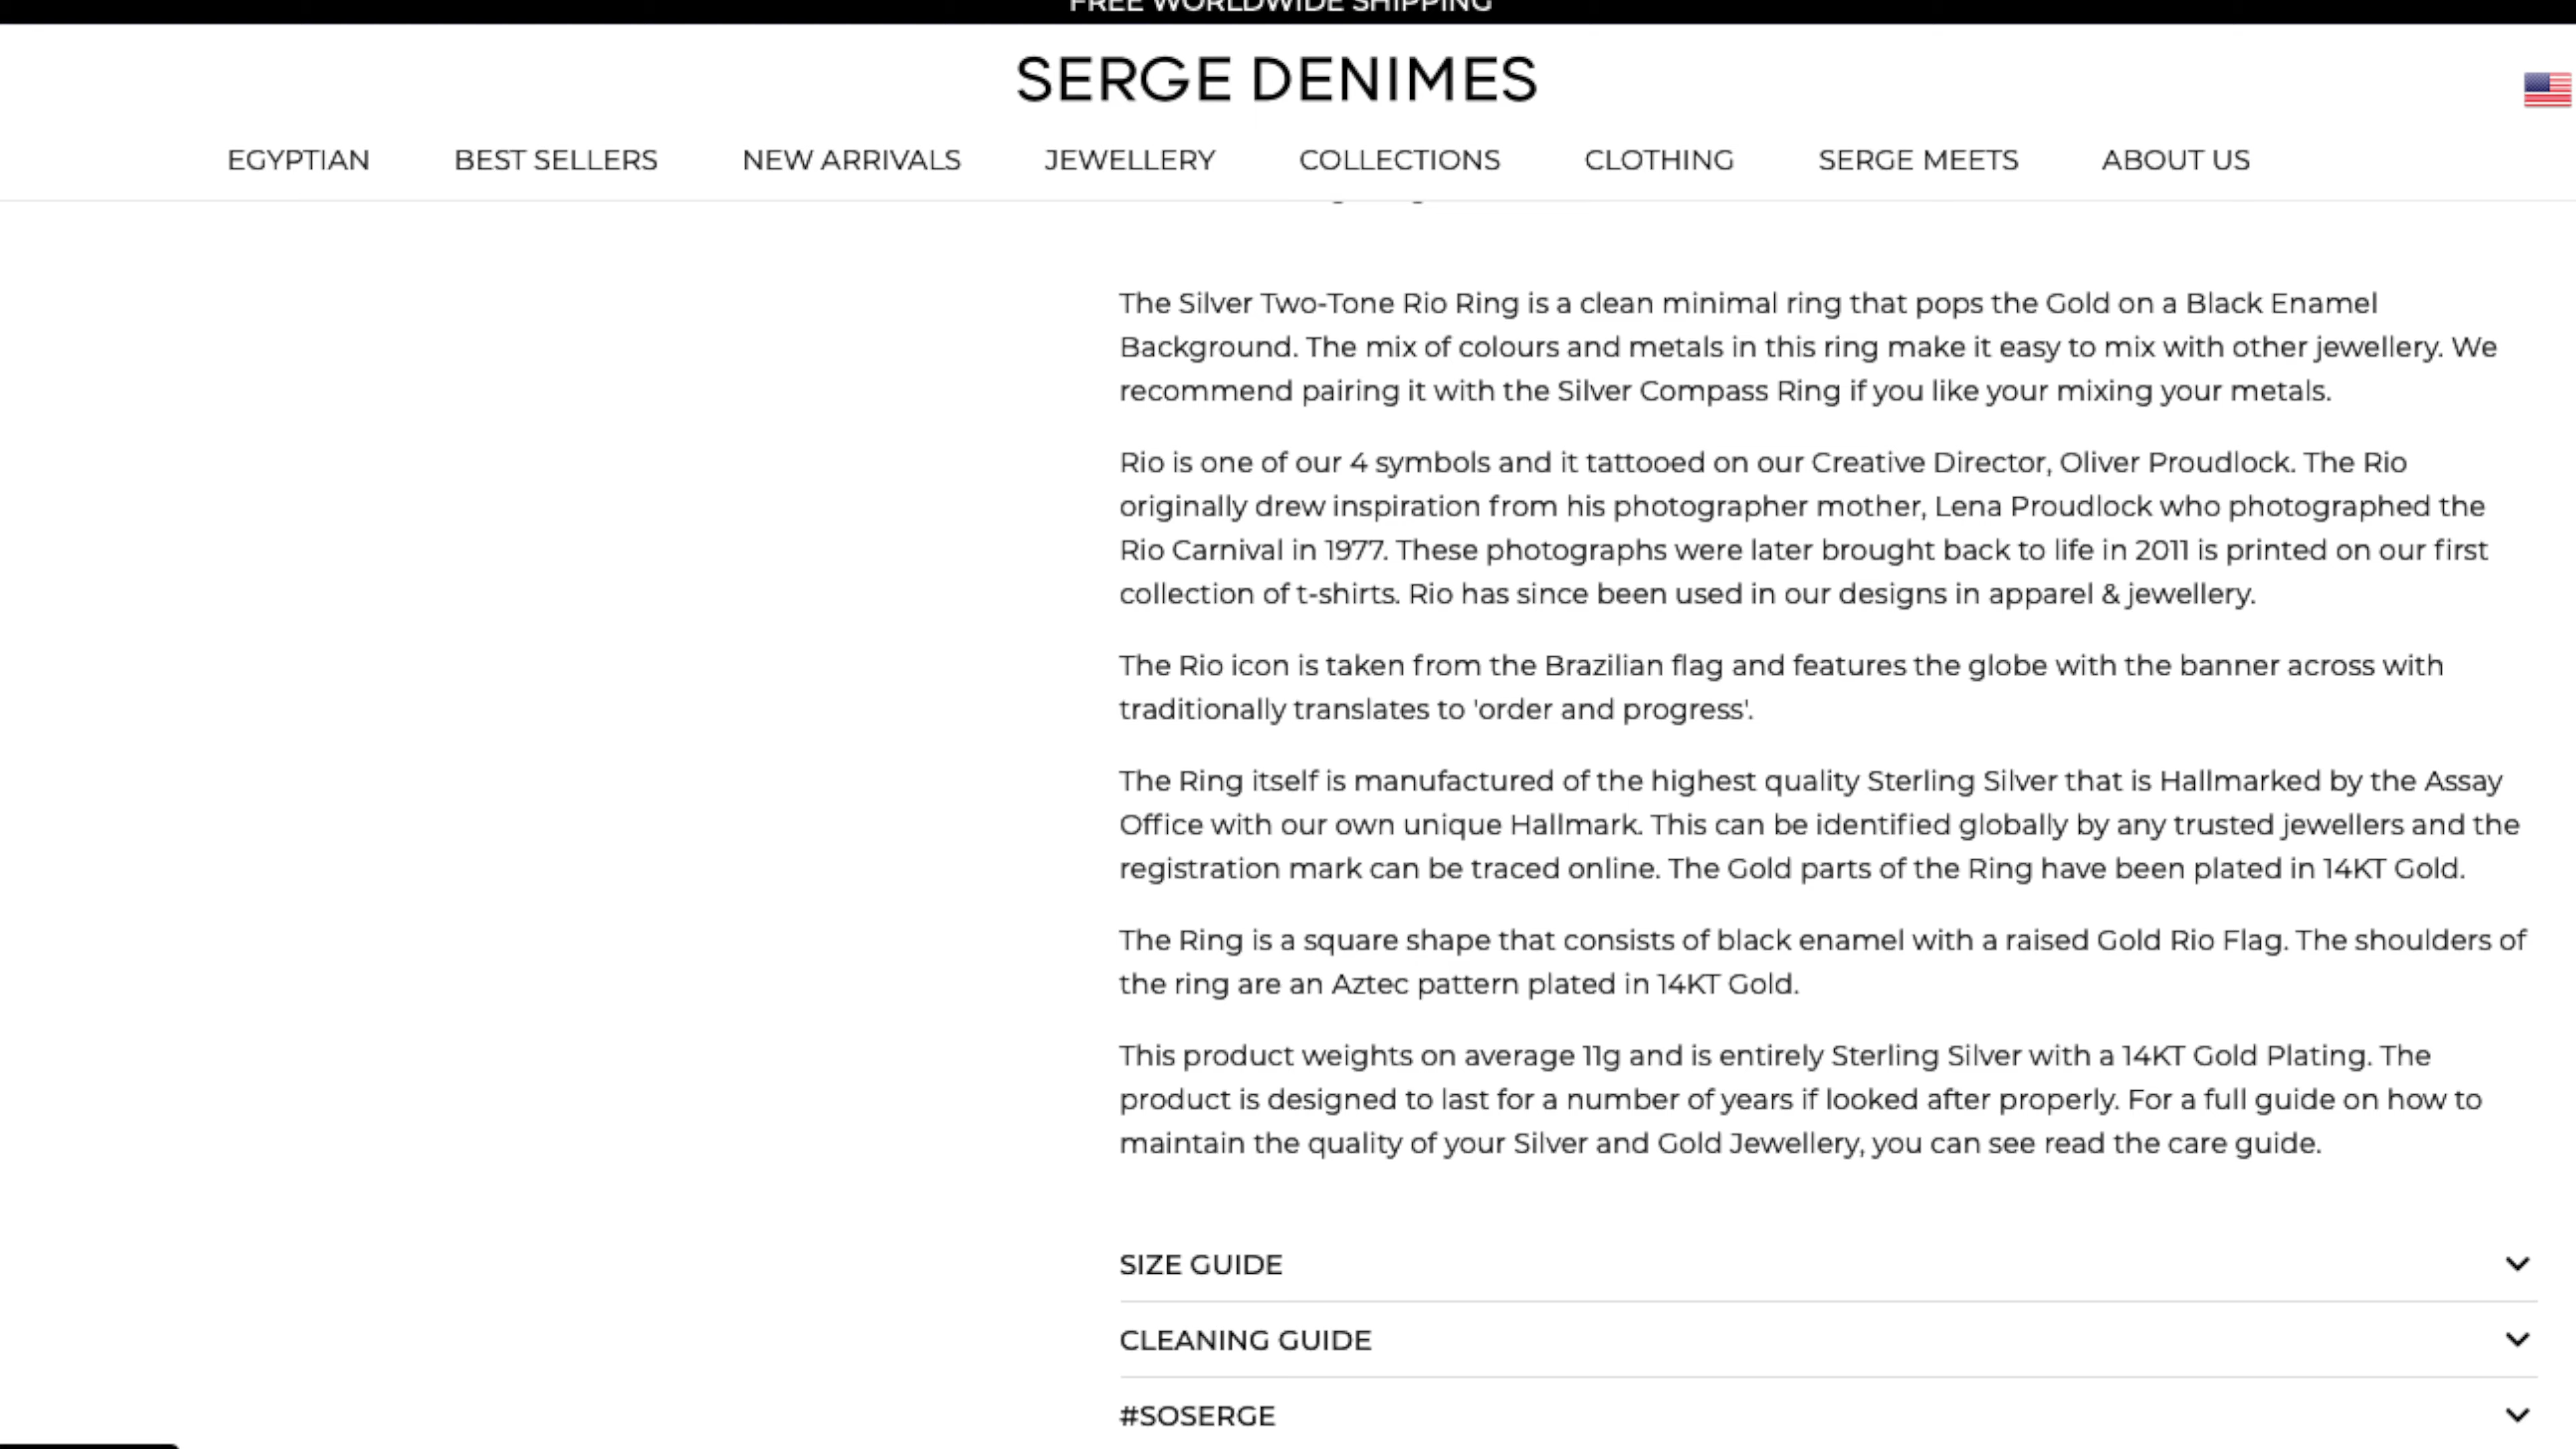 FREE WORLDWIDE SHIPPING
SERGE DENIMES
EGYPTIAN BEST SELLERS NEW ARRIVALS JEWELLERY COLLECTIONS CLOTHING SERGE MEETS ABOUT US
The Silver Two-Tone Rio Ring is a clean minimal ring that pops the Gold on a Black Enamel
Background. The mix of colours and metals in this ring make it easy to mix with other jewellery. We
recommend pairing it with the Silver Compass Ring if you like your mixing your metals.
Rio is one of our 4 symbols and it tattooed on our Creative Director, Oliver Proudlock. The Rio
originally drew inspiration from his photographer mother, Lena Proudlock who photographed the
Rio Carnival in 1977. These photographs were later brought back to life in 2011 is printed on our first
collection of t-shirts. Rio has since been used in our designs in apparel & jewellery.
The Rio icon is taken from the Brazilian flag and features the globe with the banner across with
traditionally translates to 'order and progress'.
The Ring itself is manufactured of the highest quality Sterling Silver that is Hallmarked by the Assay
Office with our own unique Hallmark. This can be identified globally by any trusted jewellers and the
registration mark can be traced online. The Gold parts of the Ring have been plated in 14KT Gold.
The Ring is a square shape that consists of black enamel with a raised Gold Rio Flag. The shoulders of
the ring are an Aztec pattern plated in 14KT Gold.
This product weights on average 11g and is entirely Sterling Silver with a 14KT Gold Plating. The
product is designed to last for a number of years if looked after properly. For a full guide on how to
maintain the quality of your Silver and Gold Jewellery, you can see read the care guide.
SIZE GUIDE
CLEANING GUIDE
#SOSERGE